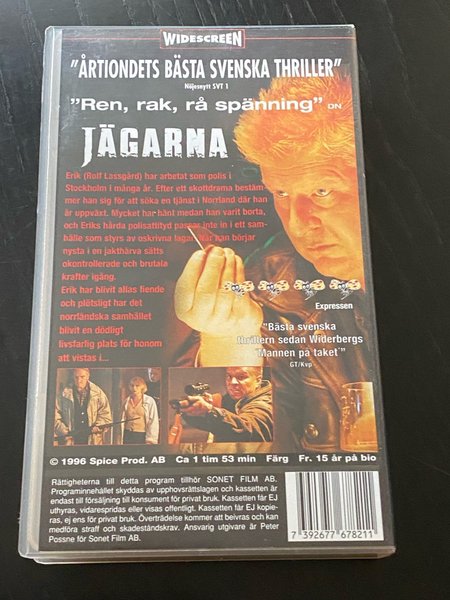 WIDESCREEN
"ÅRTIONDETS BÄSTA SVENSKA THRILLER"
Nöjesnytt SVT 1
"Ren, rak, rå spänning" DN
JÄGARNA
Erik (Rolf Lassgård) har arbetat som polis i
Stockholm i många år. Efter ett skottdrama bestäm-
mer han sig för att söka en tjänst i Norrland där han
är uppväxt. Mycket har hänt medan han varit borta,
och Eriks hårda polisattityd passar inte in i ett sam-
hälle som styrs av oskrivna lagar. När han börjar
nysta i en jakthärva sätts
okontrollerade och brutala
krafter igång.
Erik har blivit allas fiende
och plötsligt har det
norrländska samhället
blivit en dödligt
livsfarlig plats för honom
att vistas i...
Expressen
"Bästa svenska
thrillern sedan Widerbergs
'Mannen på taket'"
GT/Kvp
© 1996 Spice Prod. AB Ca 1 tim 53 min Färg Fr. 15 år på bio
Rättigheterna till detta program tillhör SONET FILM AB.
Programinnehållet skyddas av upphovsrättslagen och kassetten är
endast till försäljning till konsument för privat bruk. Kassetten får EJ
uthyras, vidarespridas eller visas offentligt. Kassetten får EJ kopie-
ras, ej ens för privat bruk. Överträdelse kommer att beivras och kan
medföra straff och skadeståndskrav. Ansvarig utgivare är Peter
Possne för Sonet Film AB.
7 392677 678211